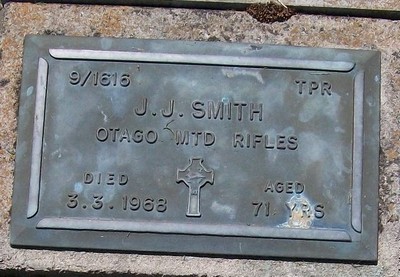 9/1616 TPR
J. J. SMITH
OTAGO MTD RIFLES
DIED AGED
3.3.1968 71 YRS